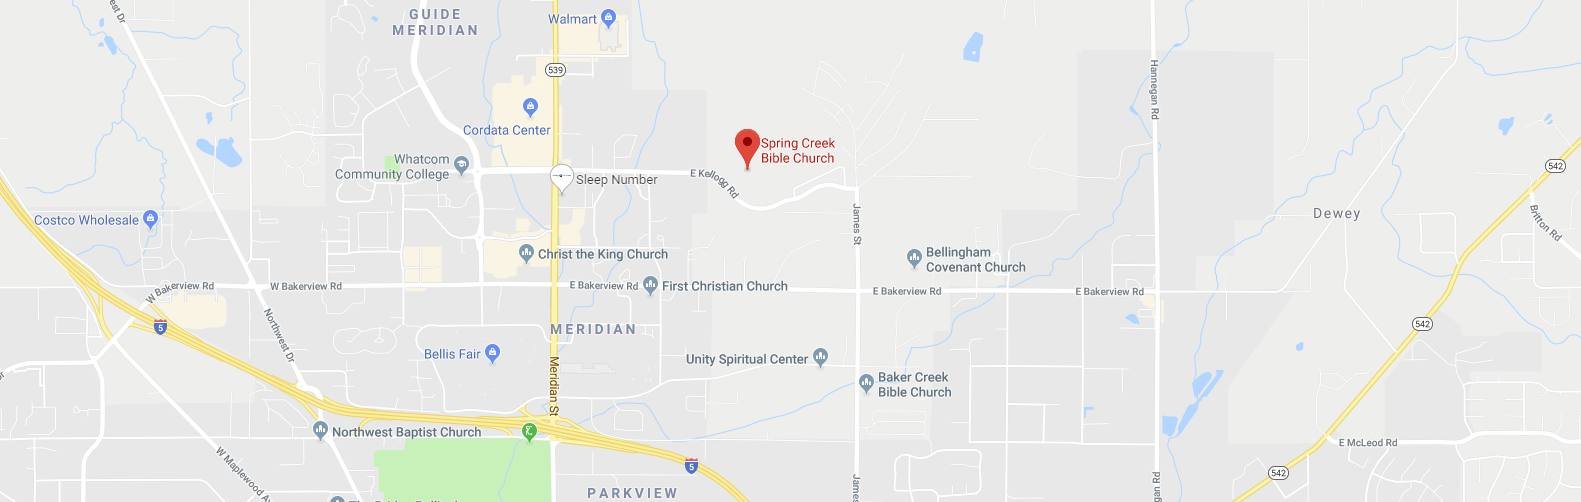 GUIDE
MERIDIAN
Walmart
539
Hannegan Rd
Cordata Center
Whatcom
Community College
Spring Creek
Bible Church
E Kellogg Rd
Sleep Number
542
Costco Wholesale
James St
Dewey
Britton Rd
Christ the King Church
Bellingham
Covenant Church
W Bakerview Rd
W Bakerview Rd
E Bakerview Rd
First Christian Church
E Bakerview Rd
E Bakerview Rd
5
Northwest Dr
MERIDIAN
542
Bellis Fair
Unity Spiritual Center
Meridian St
Baker Creek
Bible Church
Northwest Baptist Church
E McLeod Rd
W Maplewood Av
5
542
PARKVIEW
James
gan Rd